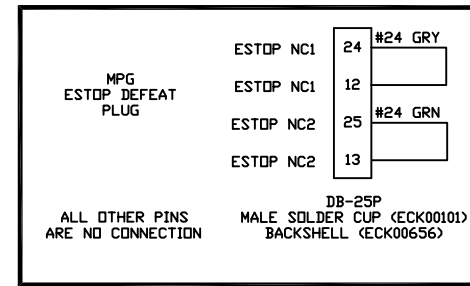 MPG
ESTOP DEFEAT
PLUG
ESTOP NC1 24 #24 GRY
ESTOP NC1 12
ESTOP NC2 25 #24 GRN
ESTOP NC2 13
DB-25P
MALE SOLDER CUP (ECK00101)
BACKSHELL (ECK00656)
ALL OTHER PINS
ARE NO CONNECTION